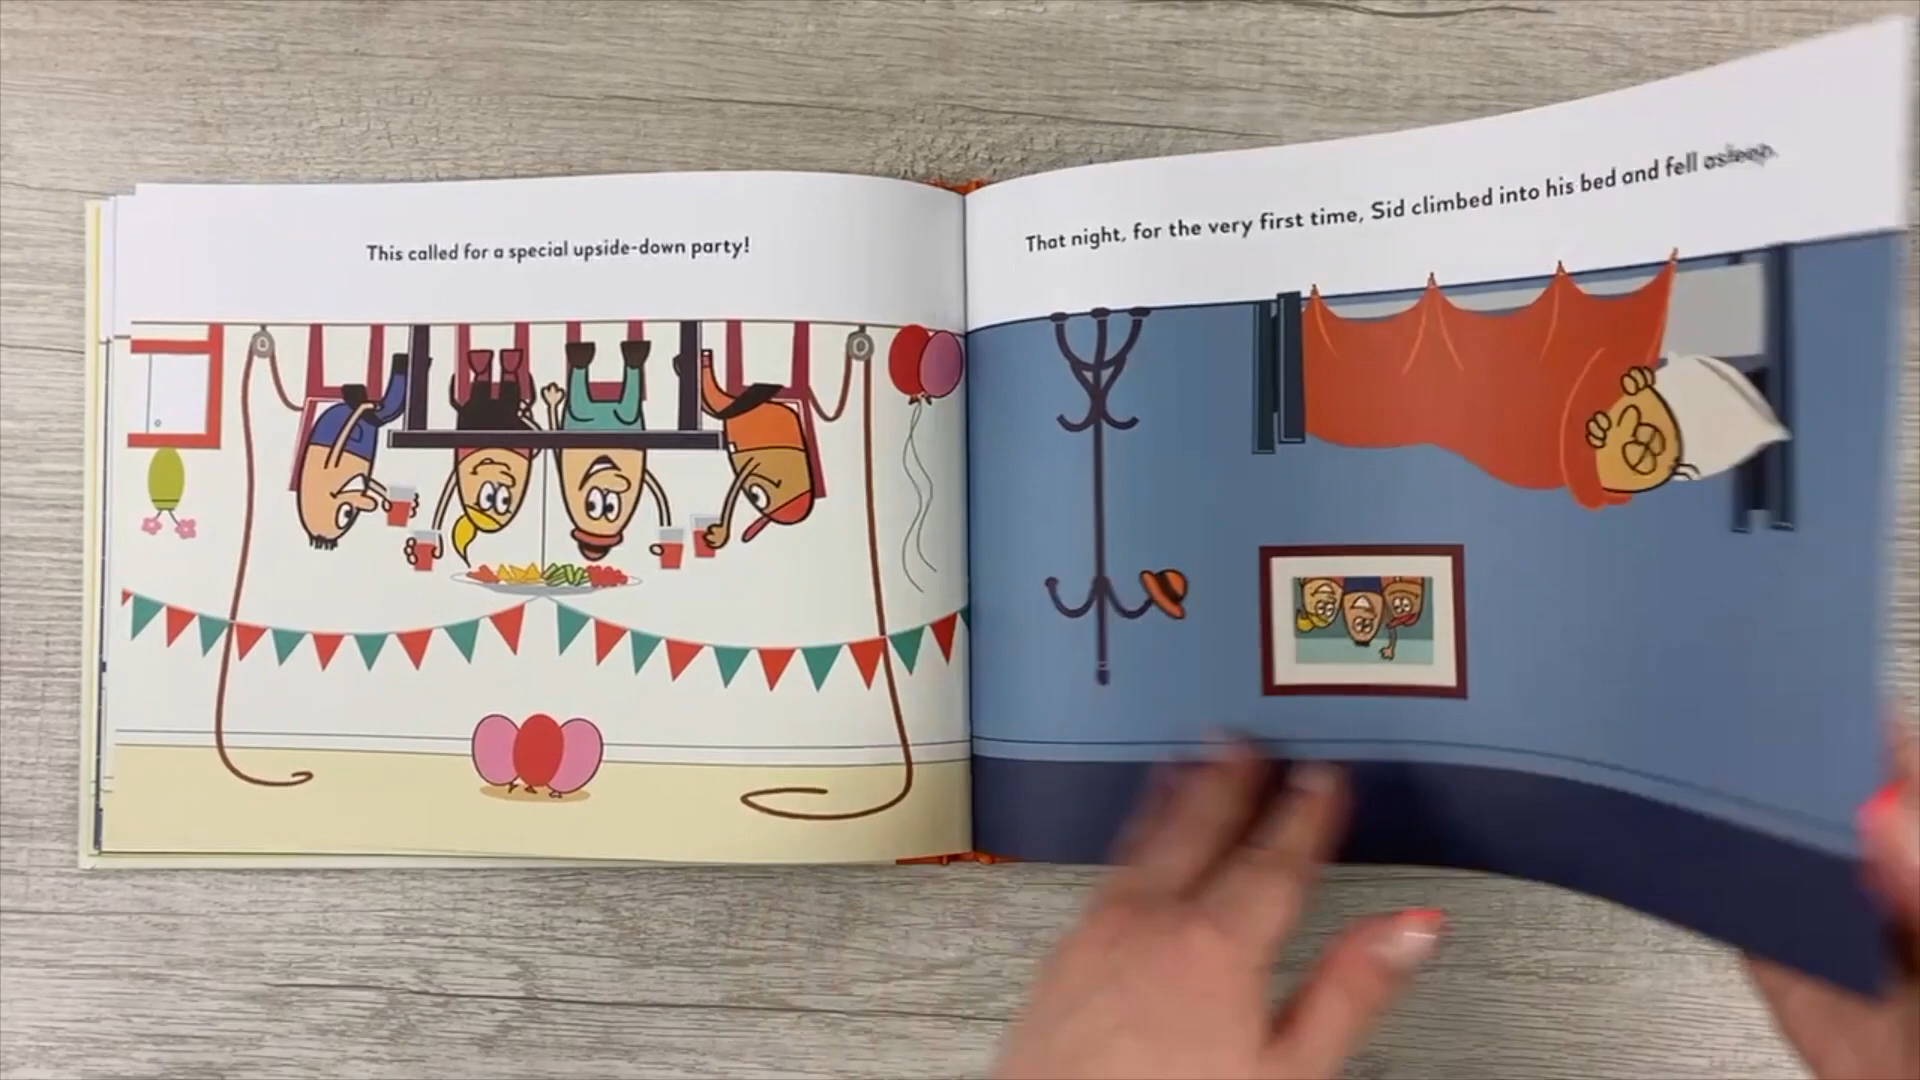 This called for a special upside-down party!
That night, for the very first time, Sid climbed into his bed and fell asleep.